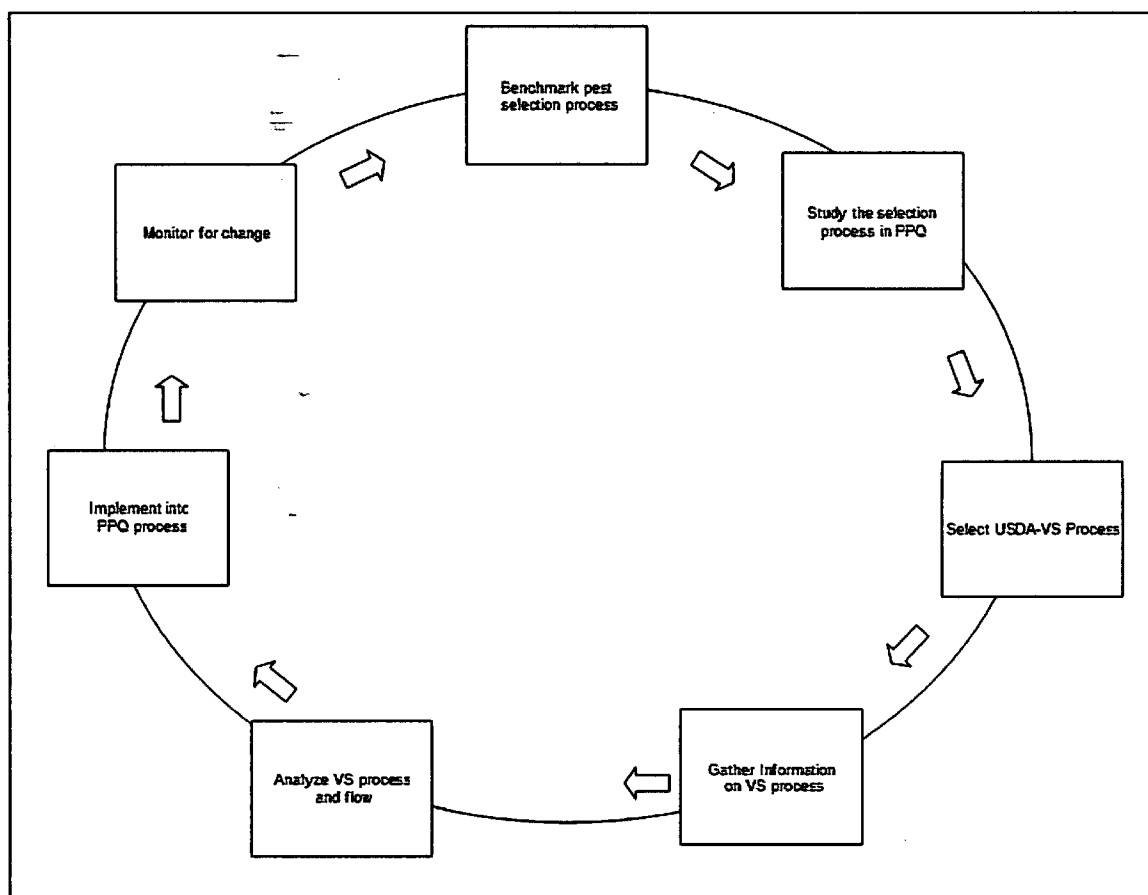 Benchmark pest
selection process
Study the selection
process in PPQ
Select USDA-VS Process
Gather Information
on VS process
Analyze VS process
and flow
Implement into
PPQ process
Monitor for change